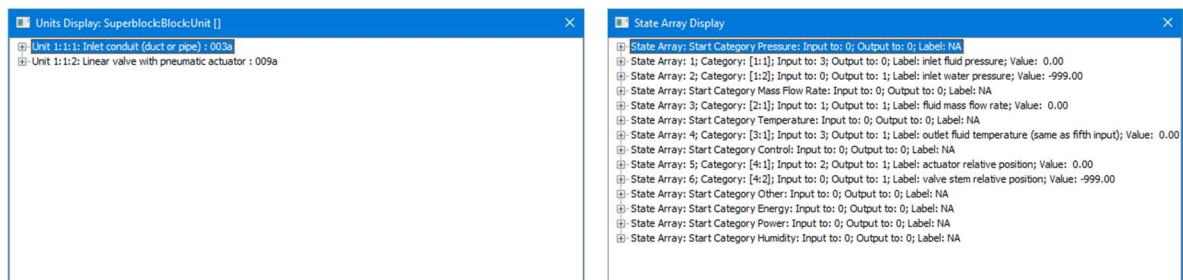 Units Display: Superblock:Block:Unit []
Unit 1:1:1: Inlet conduit (duct or pipe) : 003a
Unit 1:1:2: Linear valve with pneumatic actuator : 009a
State Array Display
State Array: Start Category Pressure: Input to: 0; Output to: 0; Label: NA
State Array: 1; Category: [1:1]; Input to: 3; Output to: 0; Label: inlet fluid pressure; Value:  0.00
State Array: 2; Category: [1:2]; Input to: 0; Output to: 1; Label: inlet water pressure; Value: -999.00
State Array: Start Category Mass Flow Rate: Input to: 0; Output to: 0; Label: NA
State Array: 3; Category: [2:1]; Input to: 1; Output to: 1; Label: fluid mass flow rate; Value:  0.00
State Array: Start Category Temperature: Input to: 0; Output to: 0; Label: NA
State Array: 4; Category: [3:1]; Input to: 3; Output to: 1; Label: outlet fluid temperature (same as fifth input); Value:  0.00
State Array: Start Category Control: Input to: 0; Output to: 0; Label: NA
State Array: 5; Category: [4:1]; Input to: 2; Output to: 1; Label: actuator relative position; Value:  0.00
State Array: 6; Category: [4:2]; Input to: 0; Output to: 1; Label: valve stem relative position; Value: -999.00
State Array: Start Category Other: Input to: 0; Output to: 0; Label: NA
State Array: Start Category Energy: Input to: 0; Output to: 0; Label: NA
State Array: Start Category Power: Input to: 0; Output to: 0; Label: NA
State Array: Start Category Humidity: Input to: 0; Output to: 0; Label: NA